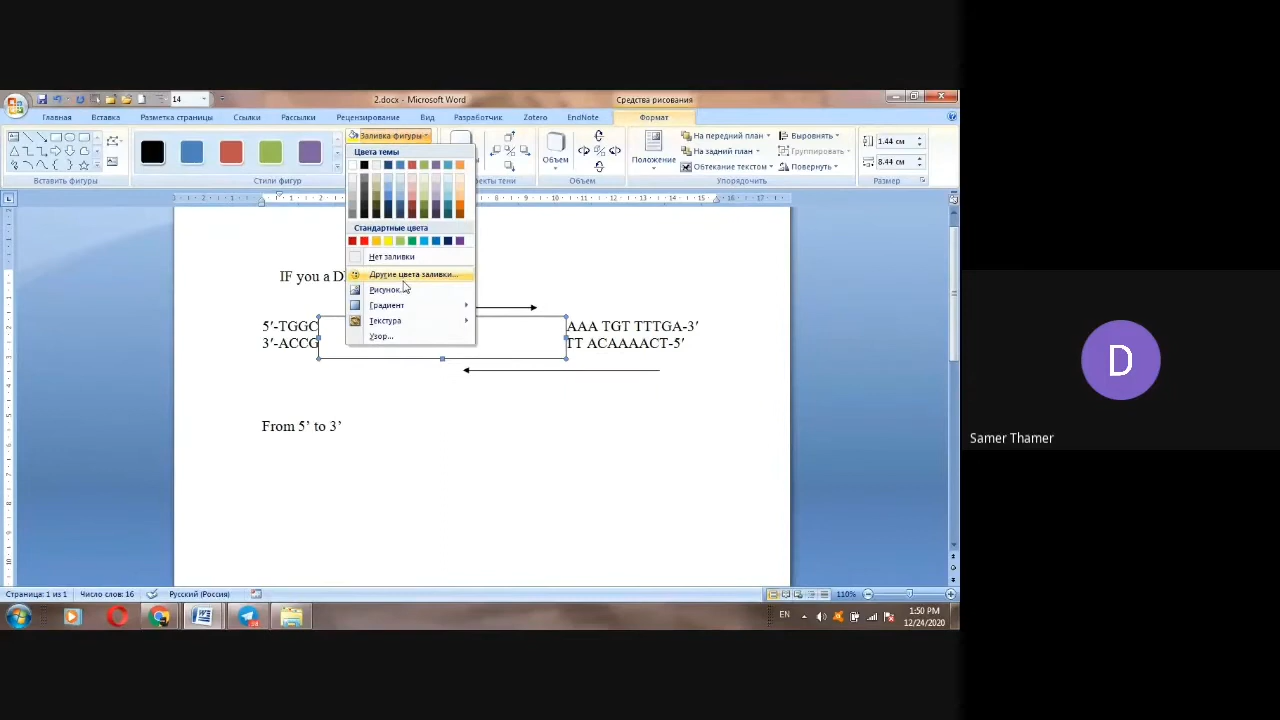 14
2.docx - Microsoft Word
Средства рисования
Главная
Вставка
Разметка страницы
Ссылки
Рассылки
Рецензирование
Вид
Разработчик
Zotero
EndNote
Формат
Заливка фигуры
На передний план
Выровнять
1.44 см
На задний план
Группировать
Объем
Положение
Обтекание текстом
Повернуть
8.44 см
Вставить фигуры
Стили фигур
Объем
Упорядочить
Размер
Цвета темы
Стандартные цвета
Нет заливки
Другие цвета заливки...
Рисунок...
Градиент
Текстура
Узор...
IF you a D
5'-TGGC
AAA TGT TTTGA-3'
3'-ACCG
TT ACAAAACT-5'
From 5' to 3'
Samer Thamer
D
Страница: 1 из 1
Число слов: 16
Русский (Россия)
110%
EN
1:50 PM
12/24/2020